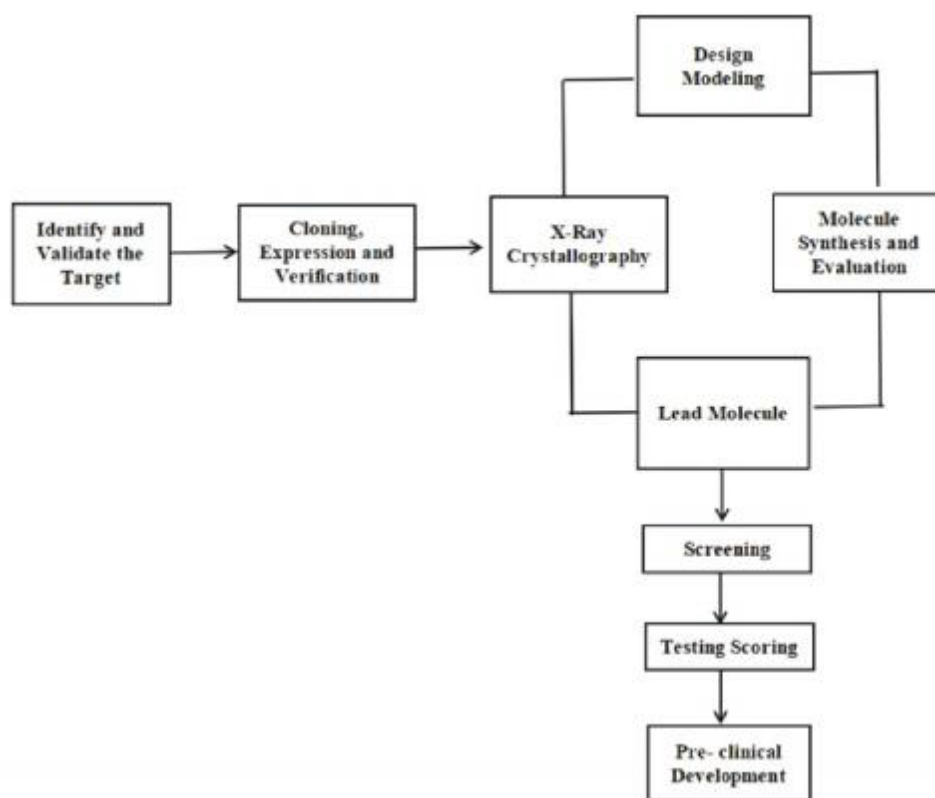 Design
Modeling
Identify and
Validate the
Target
Cloning,
Expression and
Verification
X-Ray
Crystallography
Molecule
Synthesis and
Evaluation
Lead Molecule
Screening
Testing Scoring
Pre- clinical
Development